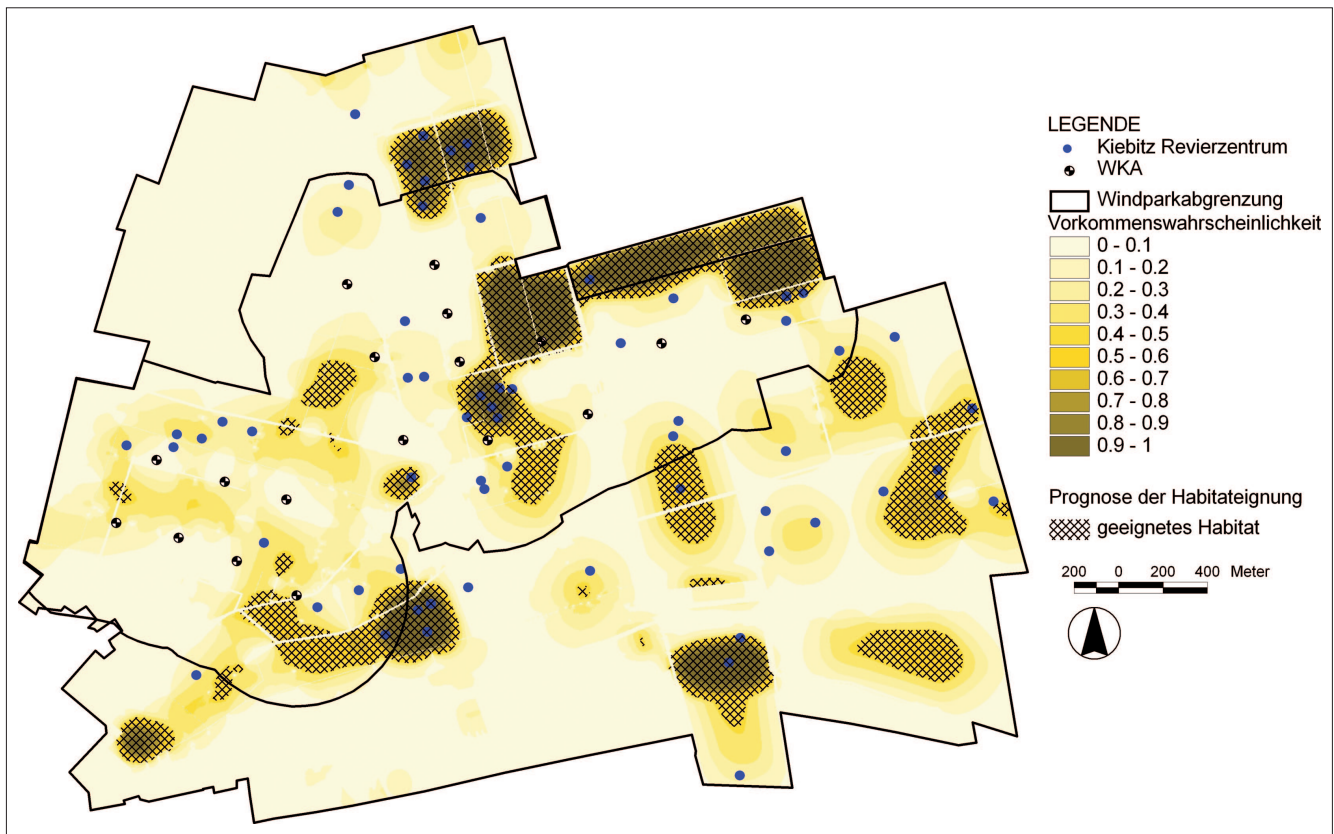 LEGENDE
Kiebitz Revierzentrum
WKA
Windparkabgrenzung
Vorkommenswahrscheinlichkeit
0 - 0.1
0.1 - 0.2
0.2 - 0.3
0.3 - 0.4
0.4 - 0.5
0.5 - 0.6
0.6 - 0.7
0.7 - 0.8
0.8 - 0.9
0.9 - 1
Prognose der Habitateignung
geeignetes Habitat
200 0 200 400 Meter